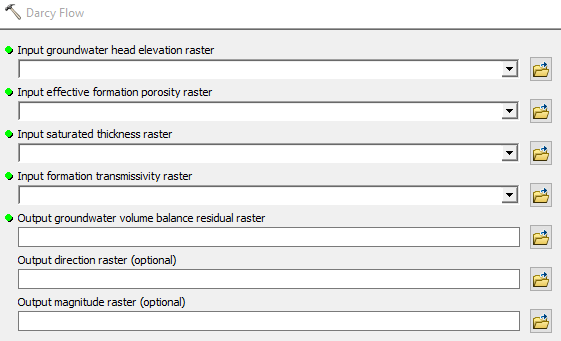 Darcy Flow
Input groundwater head elevation raster
Input effective formation porosity raster
Input saturated thickness raster
Input formation transmissivity raster
Output groundwater volume balance residual raster
Output direction raster (optional)
Output magnitude raster (optional)